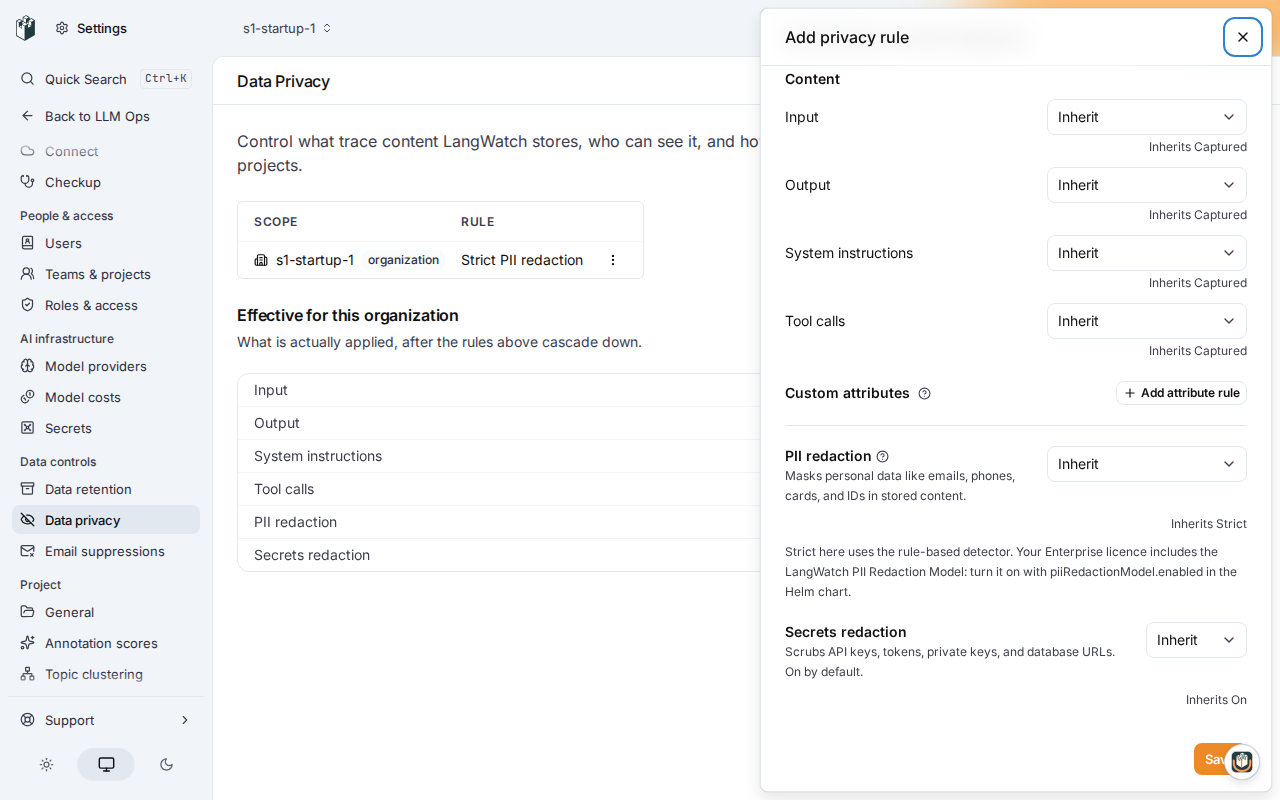 Settings
s1-startup-1
Quick Search Ctrl+K
Back to LLM Ops
Connect
Checkup
People & access
Users
Teams & projects
Roles & access
AI infrastructure
Model providers
Model costs
Secrets
Data controls
Data retention
Data privacy
Email suppressions
Project
General
Annotation scores
Topic clustering
Support
Data Privacy
Control what trace content LangWatch stores, who can see it, and ho
projects.
SCOPE RULE
s1-startup-1 organization Strict PII redaction
Effective for this organization
What is actually applied, after the rules above cascade down.
Input
Output
System instructions
Tool calls
PII redaction
Secrets redaction
Add privacy rule
Content
Input Inherit
Inherits Captured
Output Inherit
Inherits Captured
System instructions Inherit
Inherits Captured
Tool calls Inherit
Inherits Captured
Custom attributes Add attribute rule
PII redaction Inherit
Masks personal data like emails, phones,
cards, and IDs in stored content.
Inherits Strict
Strict here uses the rule-based detector. Your Enterprise licence includes the
LangWatch PII Redaction Model: turn it on with piiRedactionModel.enabled in the
Helm chart.
Secrets redaction Inherit
Scrubs API keys, tokens, private keys, and database URLs.
On by default.
Inherits On